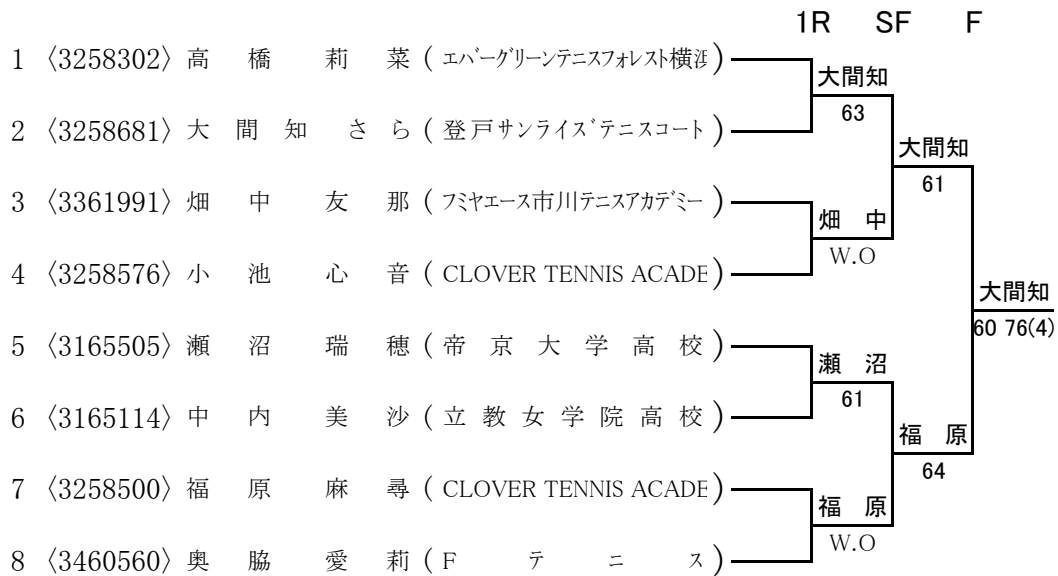 1R SF F
1 〈3258302〉 高橋莉菜 ( エバーグリーンテニスフォレスト横浜 )
大間知
63
2 〈3258681〉 大間知さら ( 登戸サンライズテニスコート )
大間知
61
3 〈3361991〉 畑中友那 ( フミヤエース市川テニスアカデミー )
畑中
W.O
4 〈3258576〉 小池心音 ( CLOVER TENNIS ACADE )
大間知
60 76(4)
5 〈3165505〉 瀬沼瑞穂 ( 帝京大学高校 )
瀬沼
61
6 〈3165114〉 中内美沙 ( 立教女学院高校 )
福原
64
7 〈3258500〉 福原麻尋 ( CLOVER TENNIS ACADE )
福原
W.O
8 〈3460560〉 奥脇愛莉 ( Fテニス )